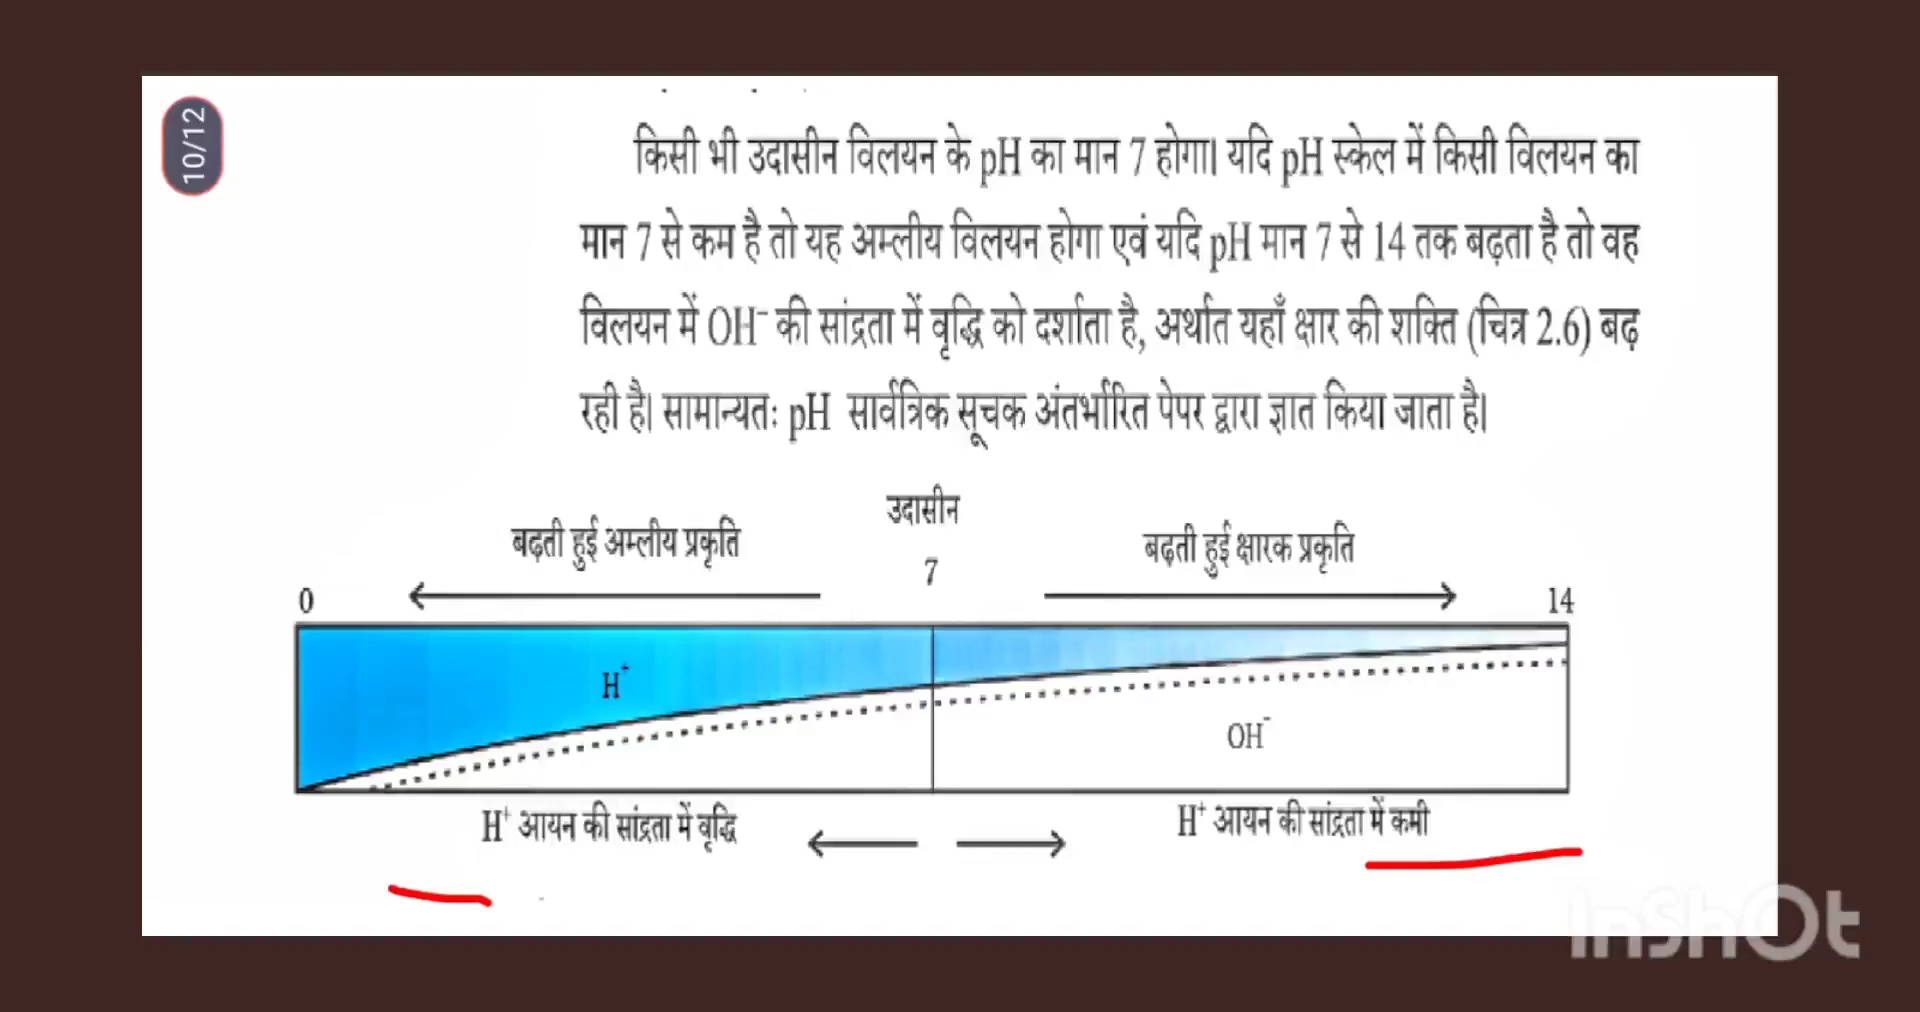 10/12
किसी भी उदासीन विलयन के pH का मान 7 होगा। यदि pH स्केल में किसी विलयन का
मान 7 से कम है तो यह अम्लीय विलयन होगा एवं यदि pH मान 7 से 14 तक बढ़ता है तो वह
विलयन में OH⁻ की सांद्रता में वृद्धि को दर्शाता है, अर्थात यहाँ क्षार की शक्ति (चित्र 2.6) बढ़
रही है। सामान्यतः pH सार्वत्रिक सूचक अंतर्भारित पेपर द्वारा ज्ञात किया जाता है।
उदासीन
बढ़ती हुई अम्लीय प्रकृति
बढ़ती हुई क्षारक प्रकृति
7
0
14
H⁺
OH⁻
H⁺ आयन की सांद्रता में वृद्धि
H⁺ आयन की सांद्रता में कमी
InShOt